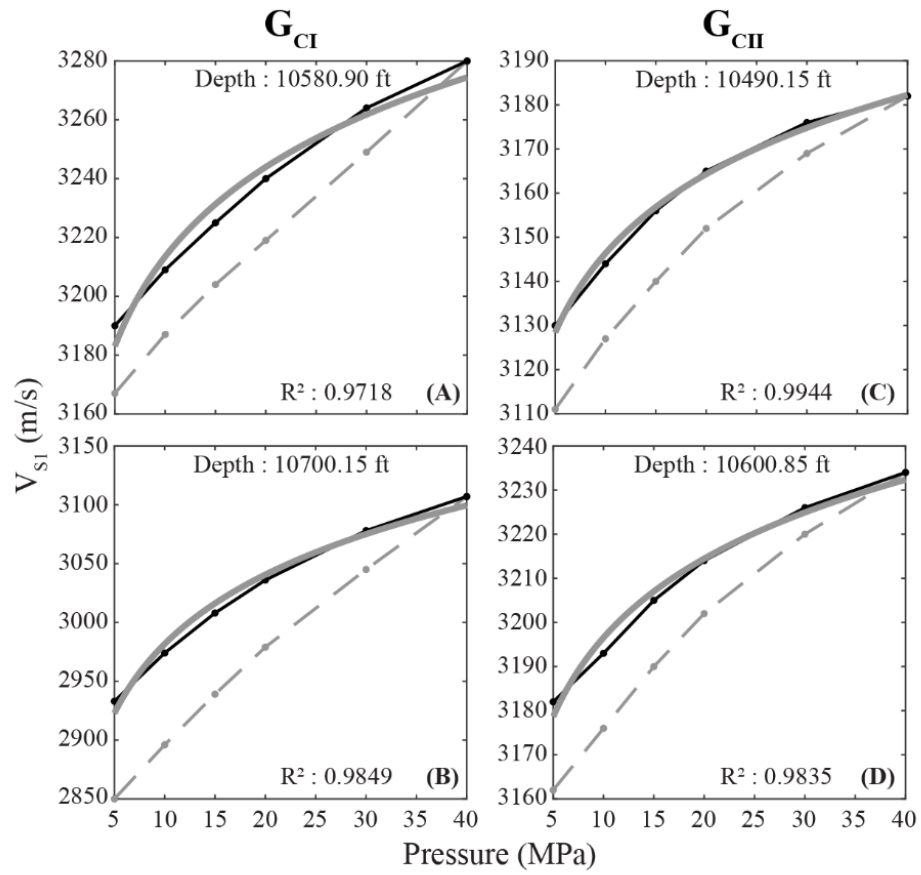 G_CI
G_CII
3280
3260
3240
3220
3200
3180
3160
Depth : 10580.90 ft
R² : 0.9718 (A)
3190
3180
3170
3160
3150
3140
3130
3120
3110
Depth : 10490.15 ft
R² : 0.9944 (C)
V_S1 (m/s)
3150
3100
3050
3000
2950
2900
2850
Depth : 10700.15 ft
R² : 0.9849 (B)
5 10 15 20 25 30 35 40
3240
3230
3220
3210
3200
3190
3180
3170
3160
Depth : 10600.85 ft
R² : 0.9835 (D)
5 10 15 20 25 30 35 40
Pressure (MPa)